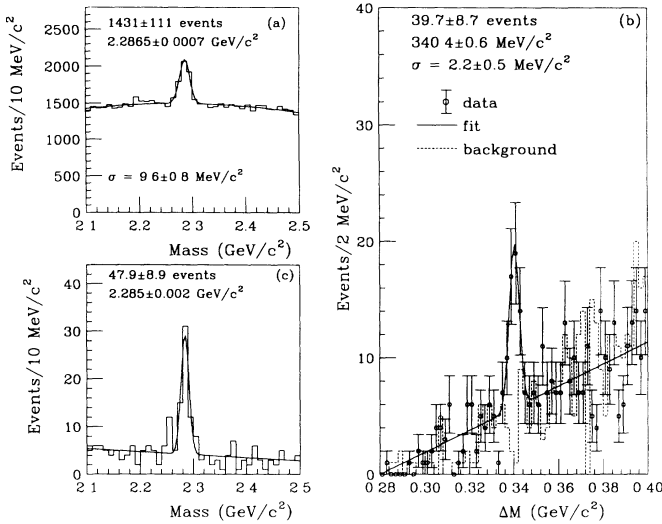 1431±111 events (a)
2.2865±0 0007 GeV/c²
σ = 9 6±0 8 MeV/c²
Events/10 MeV/c²
2500
2000
1500
1000
500
0
2 1 2 2 2 3 2 4 2 5
Mass (GeV/c²)
47.9±8.9 events (c)
2.285±0.002 GeV/c²
Events/10 MeV/c²
40
30
20
10
0
2 1 2 2 2 3 2 4 2 5
Mass (GeV/c²)
39.7±8.7 events (b)
340 4±0.6 MeV/c²
σ = 2.2±0.5 MeV/c²
data
fit
background
Events/2 MeV/c²
40
30
20
10
0
0.28 0.30 0 32 0 34 0 36 0.38 0.40
ΔM (GeV/c²)